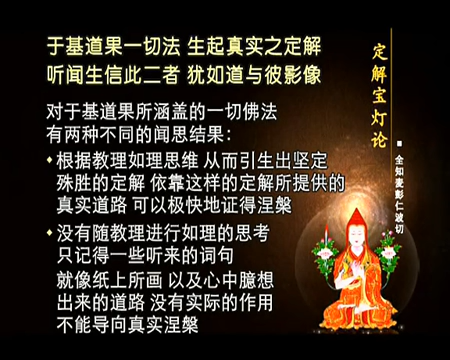 于基道果一切法 生起真实之定解
听闻生信此二者 犹如道与彼影像
对于基道果所涵盖的一切佛法
有两种不同的闻思结果：
根据教理如理思维 从而引生出坚定
殊胜的定解 依靠这样的定解所提供的
真实道路 可以极快地证得涅槃
没有随教理进行如理的思考
只记得一些听来的词句
就像纸上所画 以及心中臆想
出来的道路 没有实际的作用
不能导向真实涅槃
定解宝灯论
全知麦彭仁波切